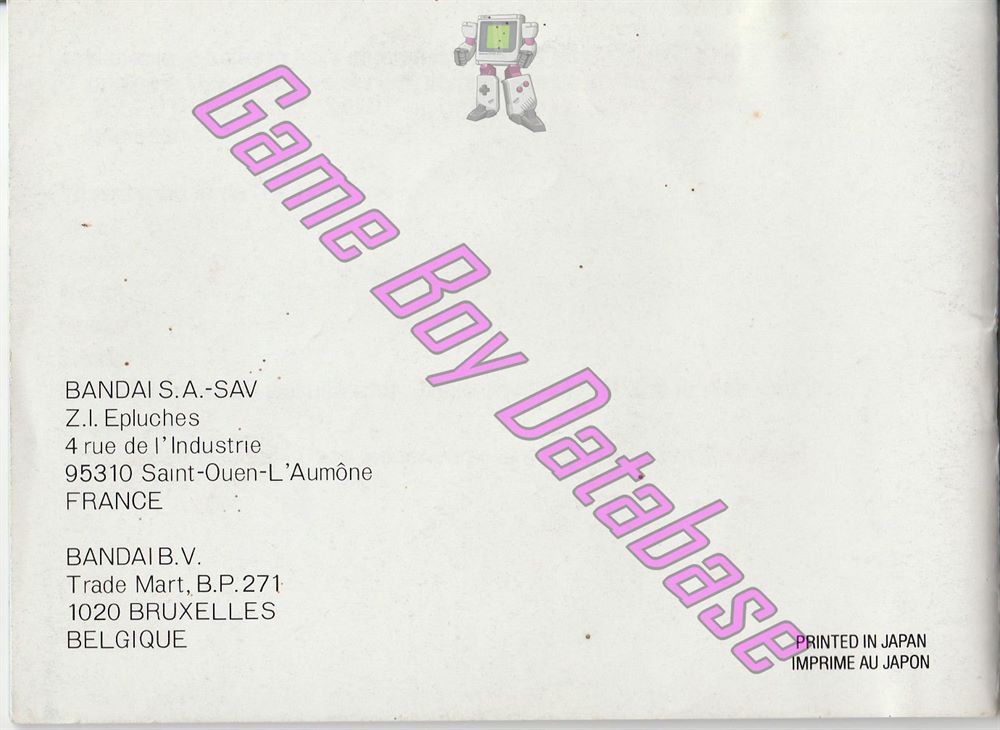 Game Boy Database
BANDAI S.A.-SAV
Z.I. Epluches
4 rue de l'Industrie
95310 Saint-Ouen-L'Aumône
FRANCE
BANDAI B.V.
Trade Mart, B.P. 271
1020 BRUXELLES
BELGIQUE
PRINTED IN JAPAN
IMPRIME AU JAPON